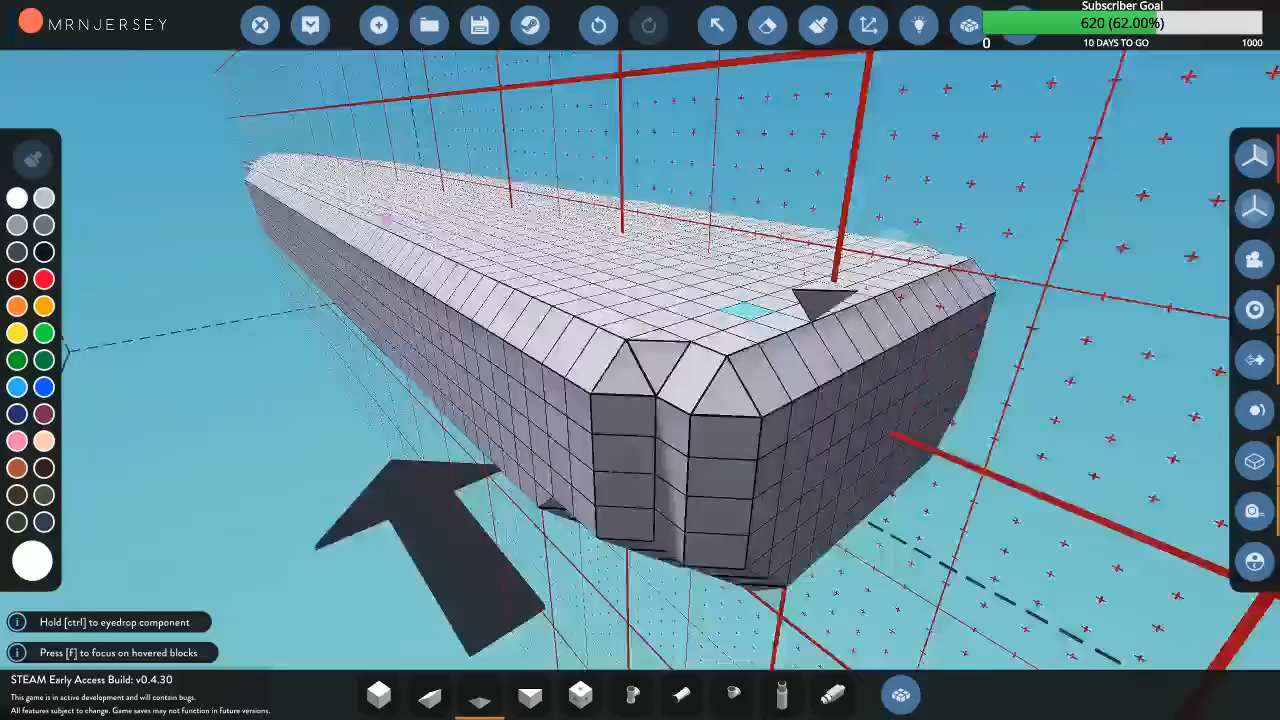 MRNJERSEY
Subscriber Goal
620 (62.00%)
0
10 DAYS TO GO
1000
Hold [ctrl] to eyedrop component
Press [f] to focus on hovered blocks
STEAM Early Access Build: v0.4.30
This game is in active development and will contain bugs.
All features subject to change. Game saves may not function in future versions.